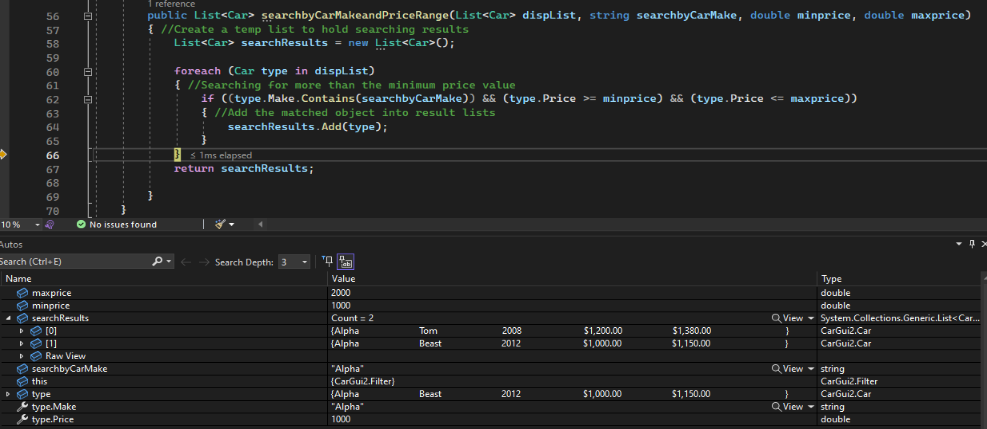 1 reference
56 public List<Car> searchbyCarMakeandPriceRange(List<Car> dispList, string searchbyCarMake, double minprice, double maxprice)
57 { //Create a temp list to hold searching results
58 List<Car> searchResults = new List<Car>();
59
60 foreach (Car type in dispList)
61 { //Searching for more than the minimum price value
62 if ((type.Make.Contains(searchbyCarMake)) && (type.Price >= minprice) && (type.Price <= maxprice))
63 { //Add the matched object into result lists
64 searchResults.Add(type);
65 }
66 } ≤ 1ms elapsed
67 return searchResults;
68
69 }
70 }
10 % No issues found
Autos
Search (Ctrl+E) Search Depth: 3
Name Value Type
maxprice 2000 double
minprice 1000 double
searchResults Count = 2 View System.Collections.Generic.List<Car...
[0] {Alpha Tom 2008 $1,200.00 $1,380.00 } CarGui2.Car
[1] {Alpha Beast 2012 $1,000.00 $1,150.00 } CarGui2.Car
Raw View
searchbyCarMake "Alpha" View string
this {CarGui2.Filter} CarGui2.Filter
type {Alpha Beast 2012 $1,000.00 $1,150.00 } CarGui2.Car
type.Make "Alpha" View string
type.Price 1000 double